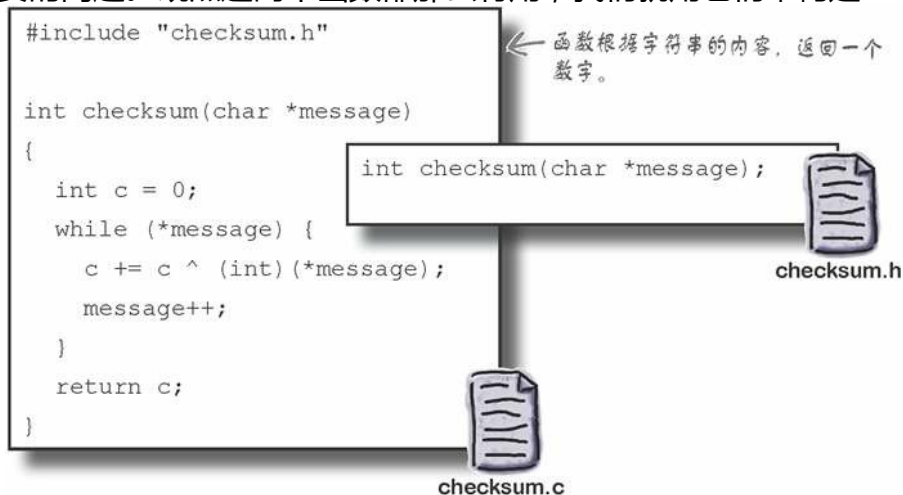 #include "checksum.h"
int checksum(char *message)
{
int c = 0;
while (*message) {
c += c ^ (int)(*message);
message++;
}
return c;
}
checksum.c
函数根据字符串的内容，返回一个
数字。
int checksum(char *message);
checksum.h